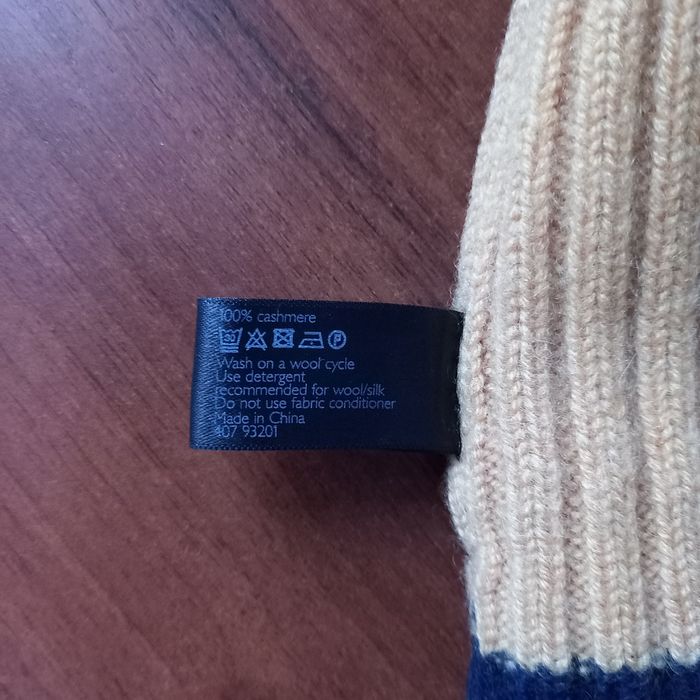 100% cashmere
30 P
Wash on a wool cycle
Use detergent
recommended for wool/silk
Do not use fabric conditioner
Made in China
407 93201